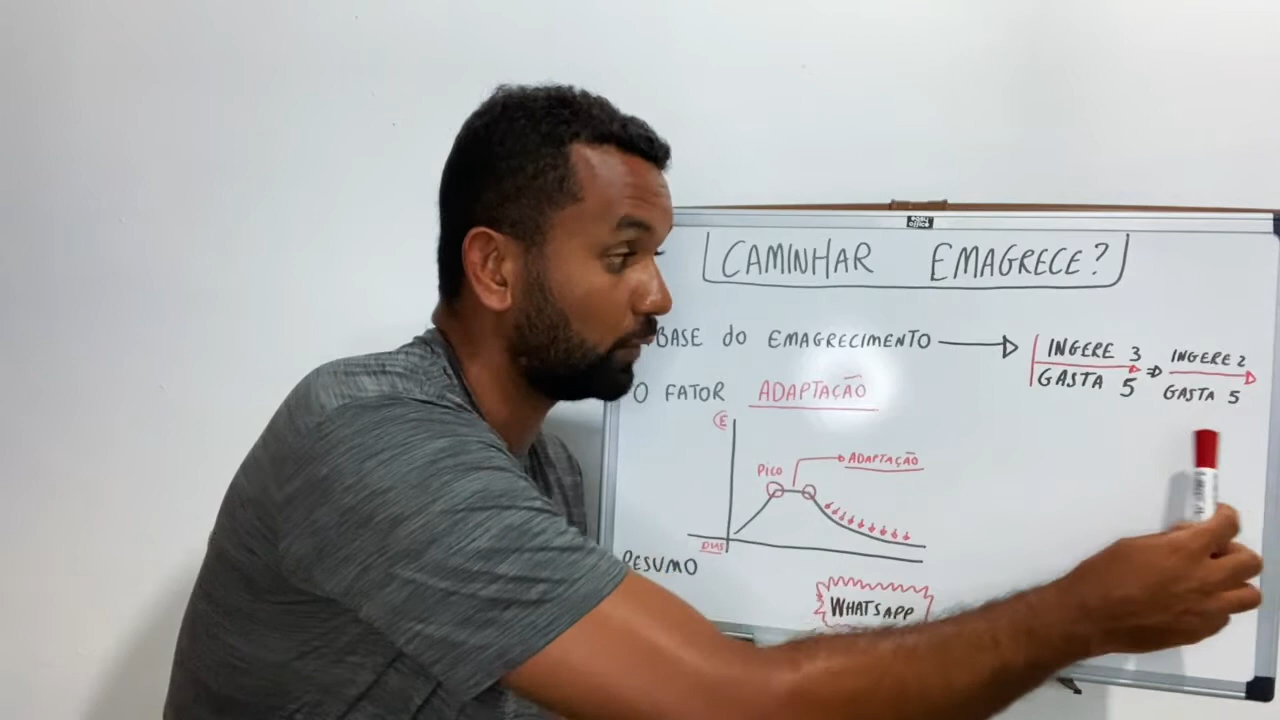 CAMINHAR EMAGRECE?
BASE do EMAGRECIMENTO
INGERE 3
GASTA 5
INGERE 2
GASTA 5
O FATOR ADAPTAÇÃO
E
PICO
ADAPTAÇÃO
DIAS
RESUMO
WHATSAPP